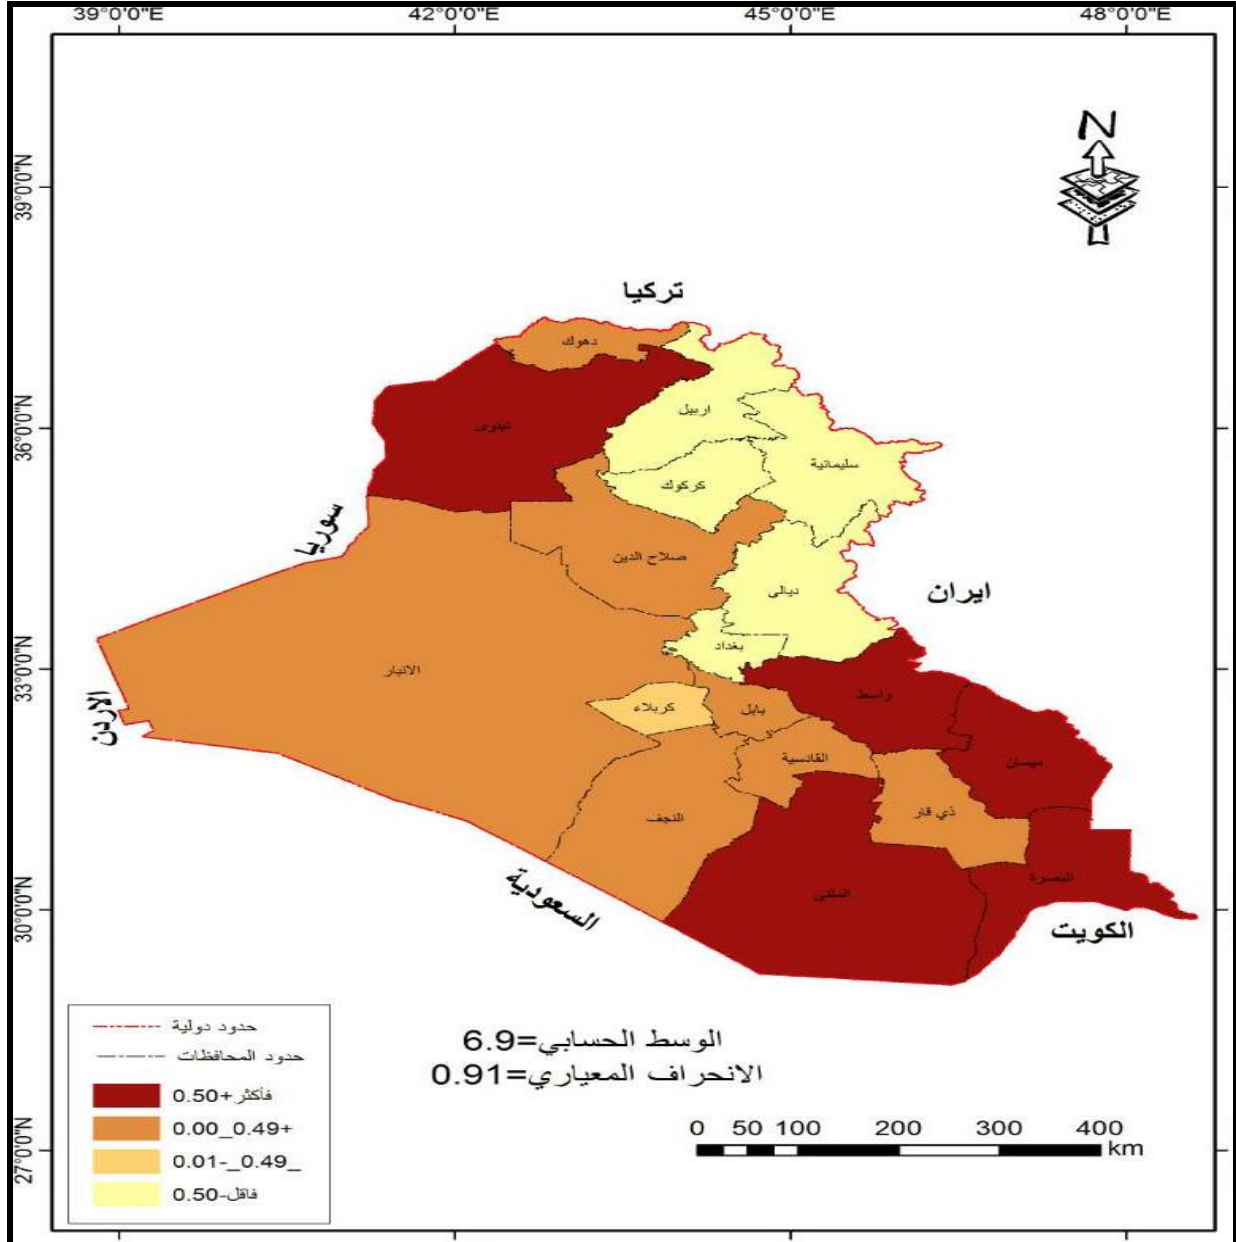 39°0'0"E 42°0'0"E 45°0'0"E 48°0'0"E
39°0'0"N
36°0'0"N
33°0'0"N
30°0'0"N
27°0'0"N
N
تركيا
دهوك
نينوى
اربيل
سليمانية
كركوك
سوريا
صلاح الدين
ديالى
ايران
بغداد
الانبار
الاردن
كربلاء
بابل
واسط
القادسية
ميسان
النجف
ذي قار
المثنى
البصرة
السعودية
الكويت
حدود دولية
حدود المحافظات
0.50+فأكثر
0.00_0.49+
0.01-_0.49_
0.50-فاقل
الوسط الحسابي=6.9
الانحراف المعياري=0.91
0 50 100 200 300 400
km